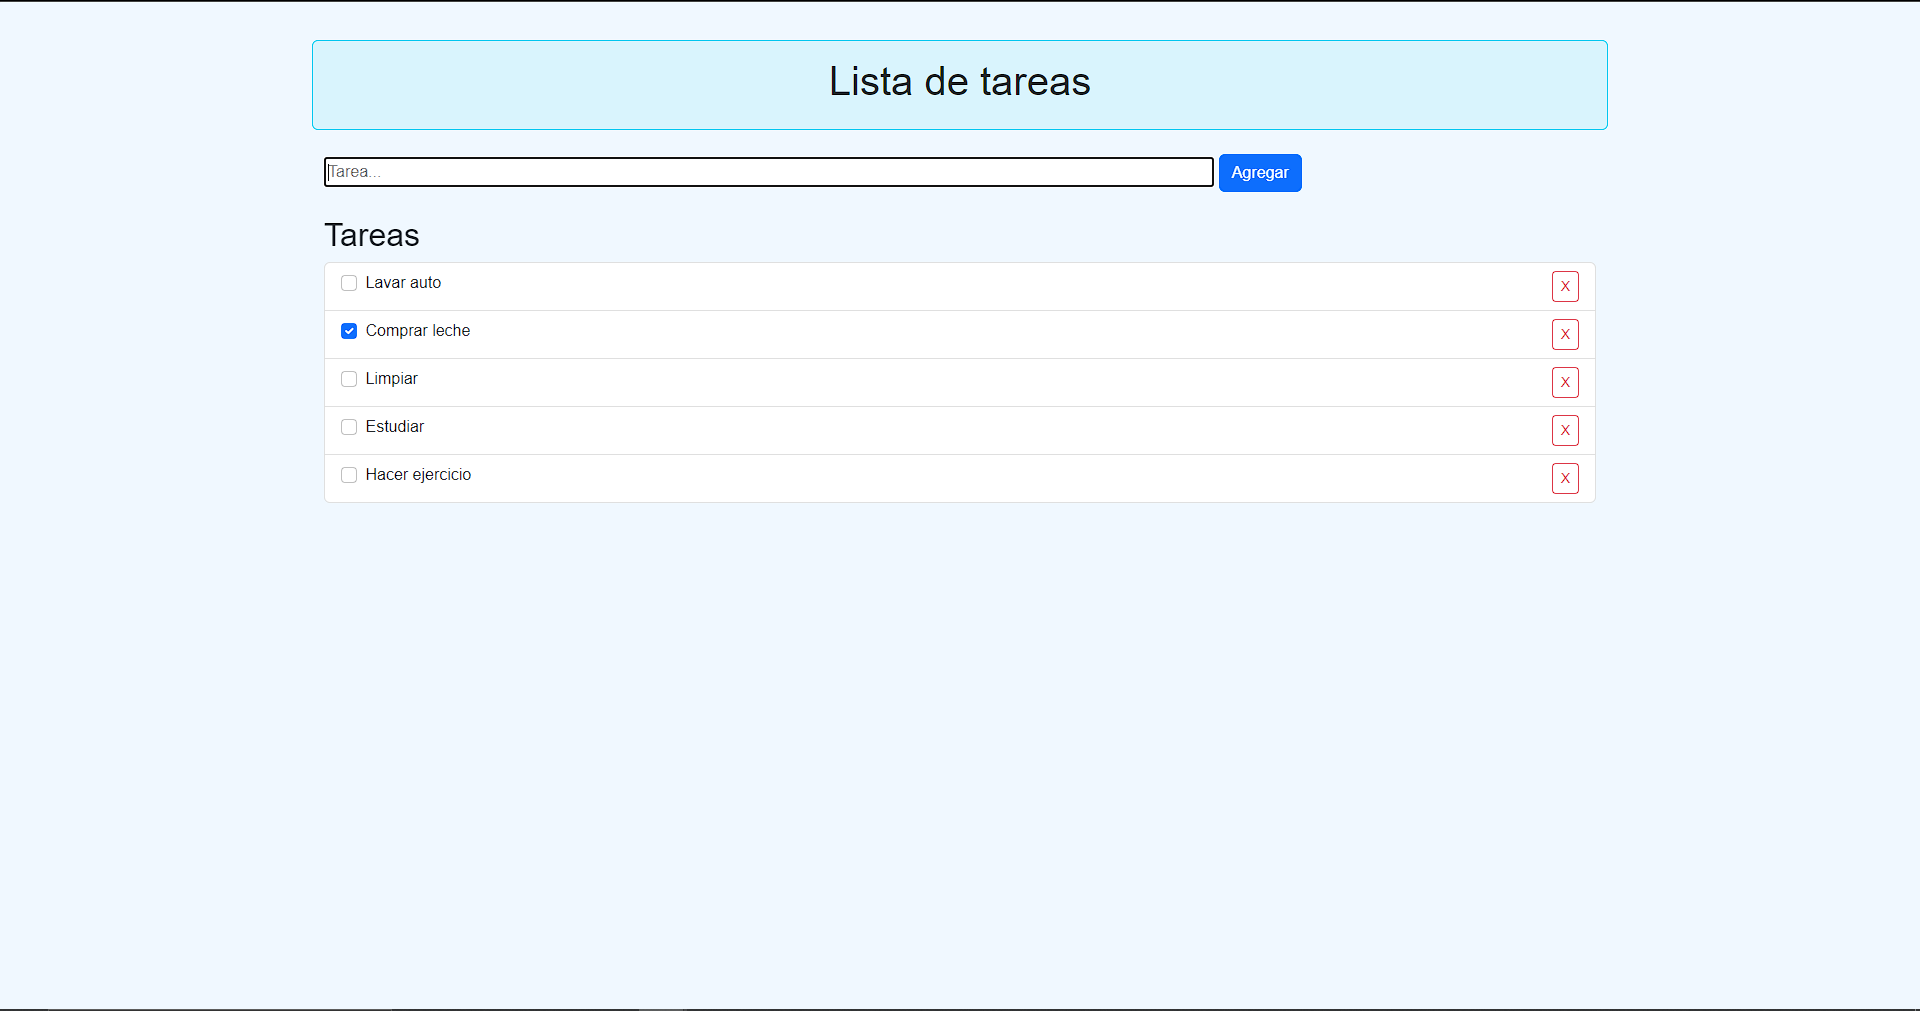 Lista de tareas
Tarea...
Agregar
Tareas
Lavar auto
X
Comprar leche
X
Limpiar
X
Estudiar
X
Hacer ejercicio
X